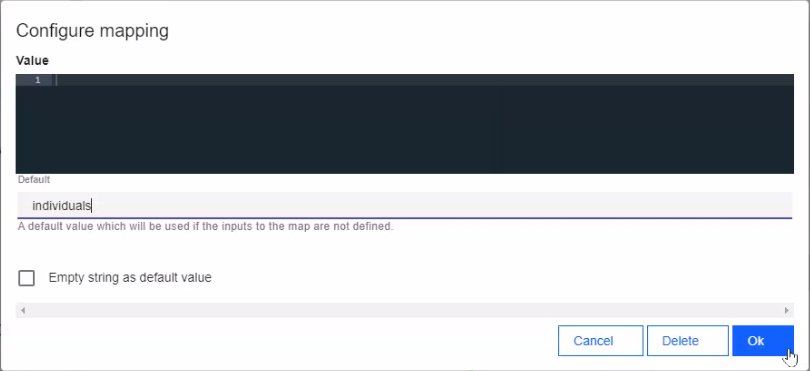 Configure mapping
Value
1
Default
individuals
A default value which will be used if the inputs to the map are not defined.
Empty string as default value
Cancel Delete Ok